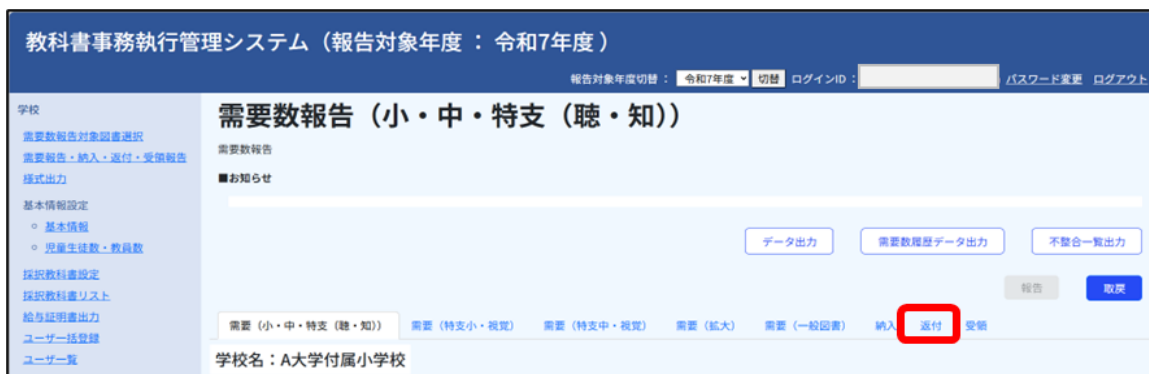 教科書事務執行管理システム（報告対象年度 ： 令和7年度 ）
報告対象年度切替 ： 令和7年度 切替 ログインID ： パスワード変更 ログアウト
学校
需要数報告対象図書選択
需要報告・納入・返付・受領報告
様式出力
基本情報設定
基本情報
児童生徒数・教員数
採択教科書設定
採択教科書リスト
給与証明書出力
ユーザー一括登録
ユーザ一覧
需要数報告（小・中・特支（聴・知））
需要数報告
■お知らせ
データ出力 需要数履歴データ出力 不整合一覧出力
報告 取戻
需要（小・中・特支（聴・知）） 需要（特支小・視覚） 需要（特支中・視覚） 需要（拡大） 需要（一般図書） 納入 返付 受領
学校名：A大学付属小学校